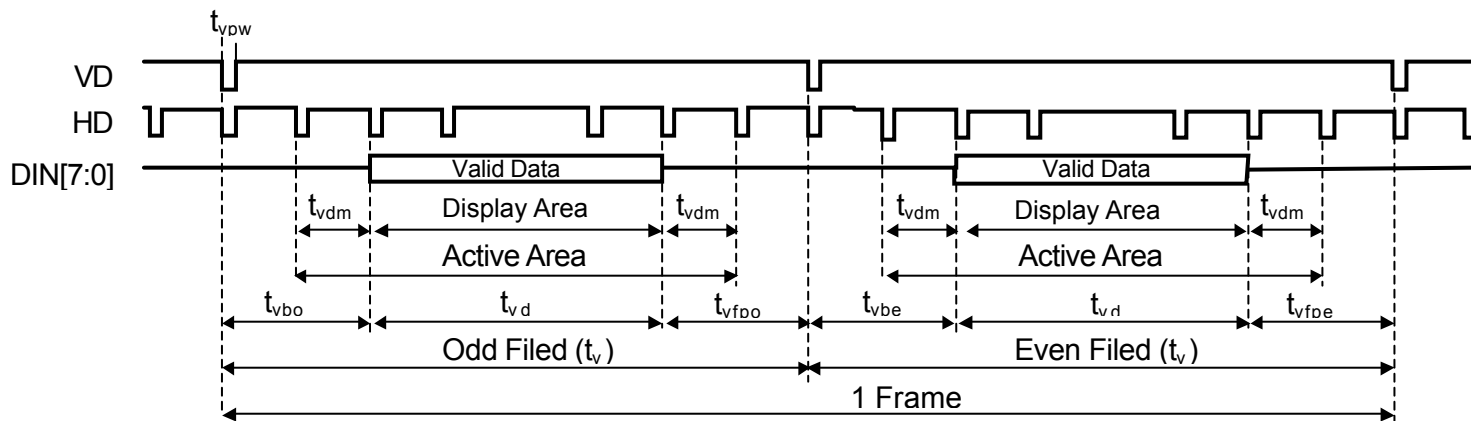 tvpw
VD
HD
DIN[7:0]
Valid Data Valid Data
tvdm Display Area tvdm tvdm Display Area tvdm
Active Area Active Area
tvbo tvd tvfpo tvbe tvd tvfpe
Odd Filed (tv) Even Filed (tv)
1 Frame